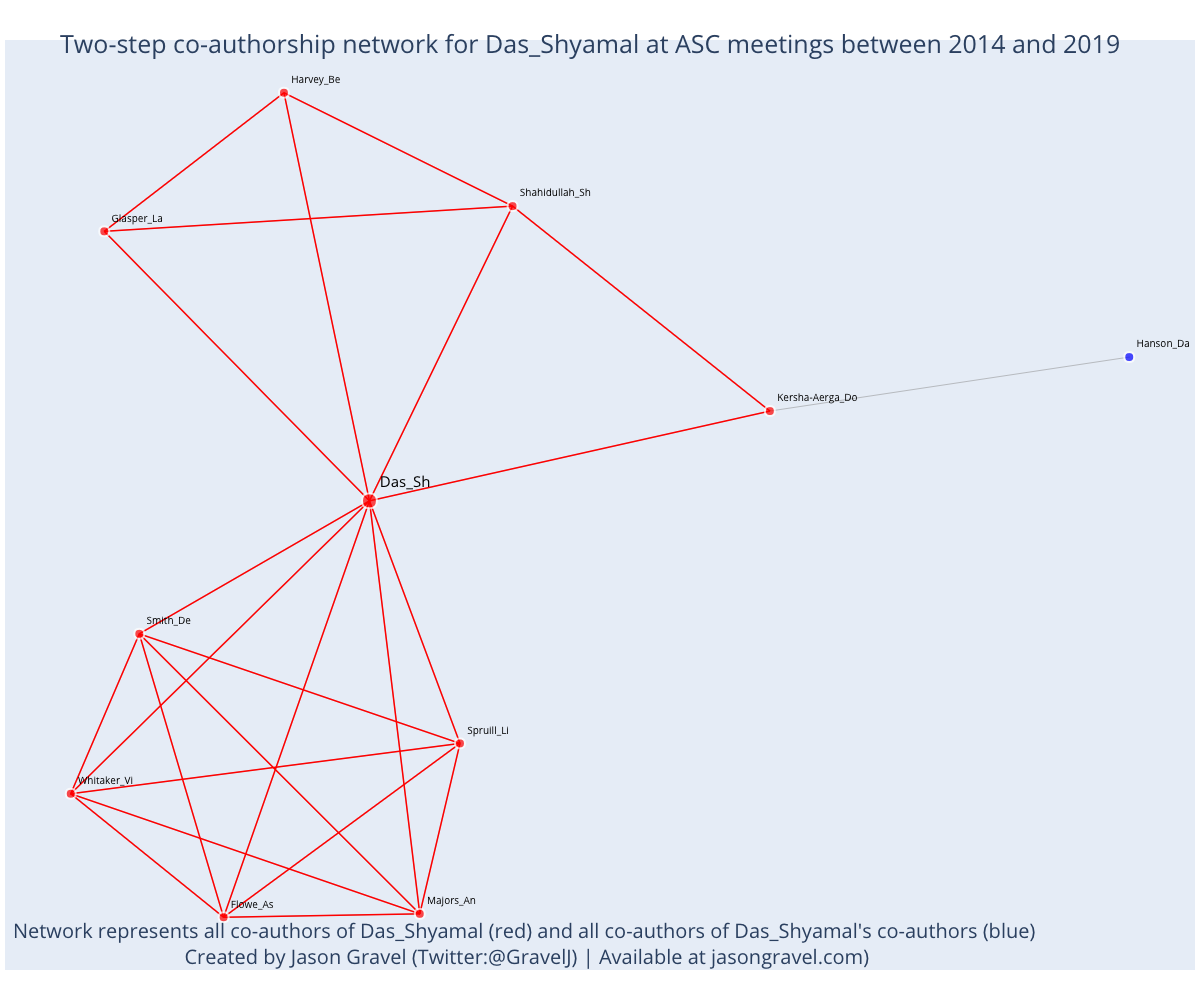 Two-step co-authorship network for Das_Shyamal at ASC meetings between 2014 and 2019
Harvey_Be
Shahidullah_Sh
Glasper_La
Hanson_Da
Kersha-Aerga_Do
Das_Sh
Smith_De
Spruill_Li
Whitaker_Vi
Majors_An
Flowe_As
Network represents all co-authors of Das_Shyamal (red) and all co-authors of Das_Shyamal's co-authors (blue)
Created by Jason Gravel (Twitter:@GravelJ) | Available at jasongravel.com)